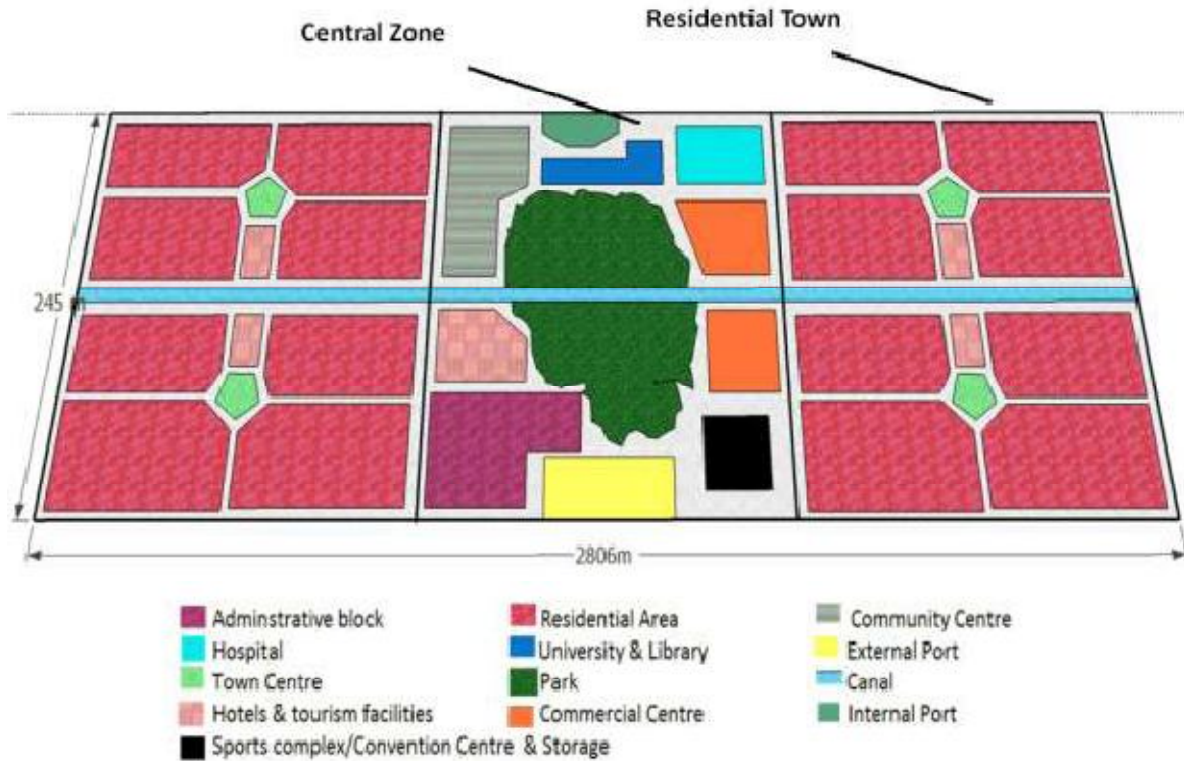 Residential Town
Central Zone
245 m
2806m
Adminstrative block
Residential Area
Community Centre
Hospital
University & Library
External Port
Town Centre
Park
Canal
Hotels & tourism facilities
Commercial Centre
Internal Port
Sports complex/Convention Centre & Storage